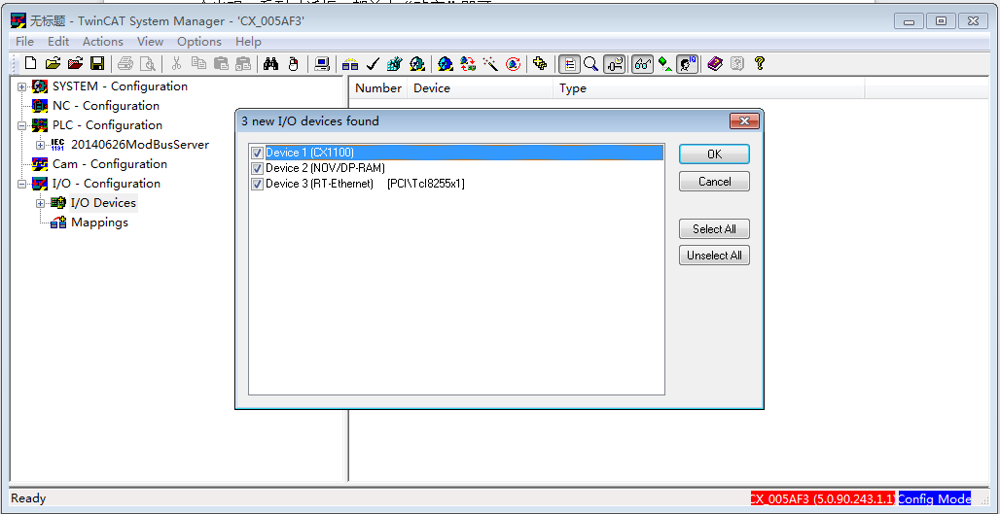 无标题 - TwinCAT System Manager - 'CX_005AF3'
File Edit Actions View Options Help
SYSTEM - Configuration
NC - Configuration
PLC - Configuration
IEC 1131 20140626ModBusServer
Cam - Configuration
I/O - Configuration
I/O Devices
Mappings
Number Device Type
3 new I/O devices found
Device 1 (CX1100)
Device 2 (NOV/DP-RAM)
Device 3 (RT-Ethernet) [PCI\TcI8255x1]
OK
Cancel
Select All
Unselect All
Ready
CX_005AF3 (5.0.90.243.1.1) Config Mode